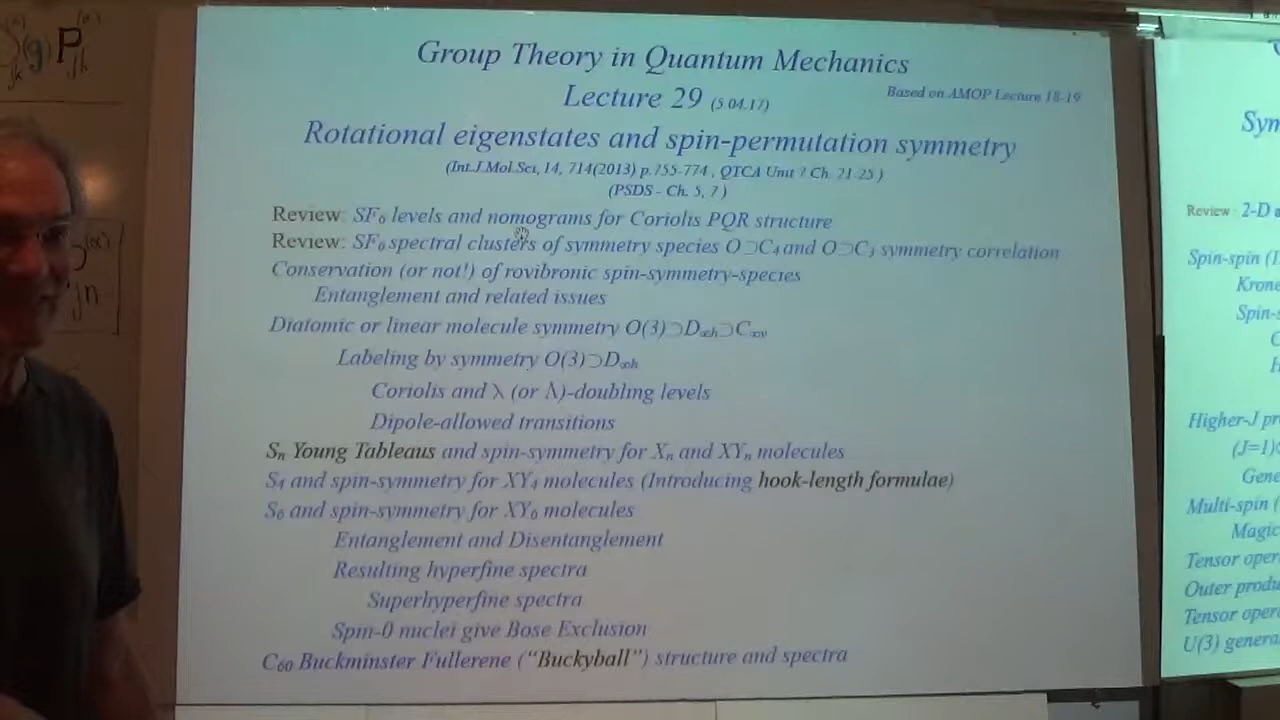 Group Theory in Quantum Mechanics
Lecture 29 (5.04.17)
Based on AMOP Lecture 18-19
Rotational eigenstates and spin-permutation symmetry
(Int.J.Mol.Sci, 14, 714(2013) p.755-774 , QTCA Unit 7 Ch. 21-25 )
(PSDS - Ch. 5, 7 )
Review: SF₆ levels and nomograms for Coriolis PQR structure
Review: SF₆ spectral clusters of symmetry species O⊃C₄ and O⊃C₃ symmetry correlation
Conservation (or not!) of rovibronic spin-symmetry-species
Entanglement and related issues
Diatomic or linear molecule symmetry O(3)⊃D∞h⊃C∞v
Labeling by symmetry O(3)⊃D∞h
Coriolis and λ (or Λ)-doubling levels
Dipole-allowed transitions
Sₙ Young Tableaus and spin-symmetry for Xₙ and XYₙ molecules
S₄ and spin-symmetry for XY₄ molecules (Introducing hook-length formulae)
S₆ and spin-symmetry for XY₆ molecules
Entanglement and Disentanglement
Resulting hyperfine spectra
Superhyperfine spectra
Spin-0 nuclei give Bose Exclusion
C₆₀ Buckminster Fullerene ("Buckyball") structure and spectra
Sym
Review : 2-D
Spin-spin
Krone
Spin-s
Higher-J pr
(J=1)
Gene
Multi-spin (
Magic
Tensor oper
Outer produ
Tensor oper
U(3) genera